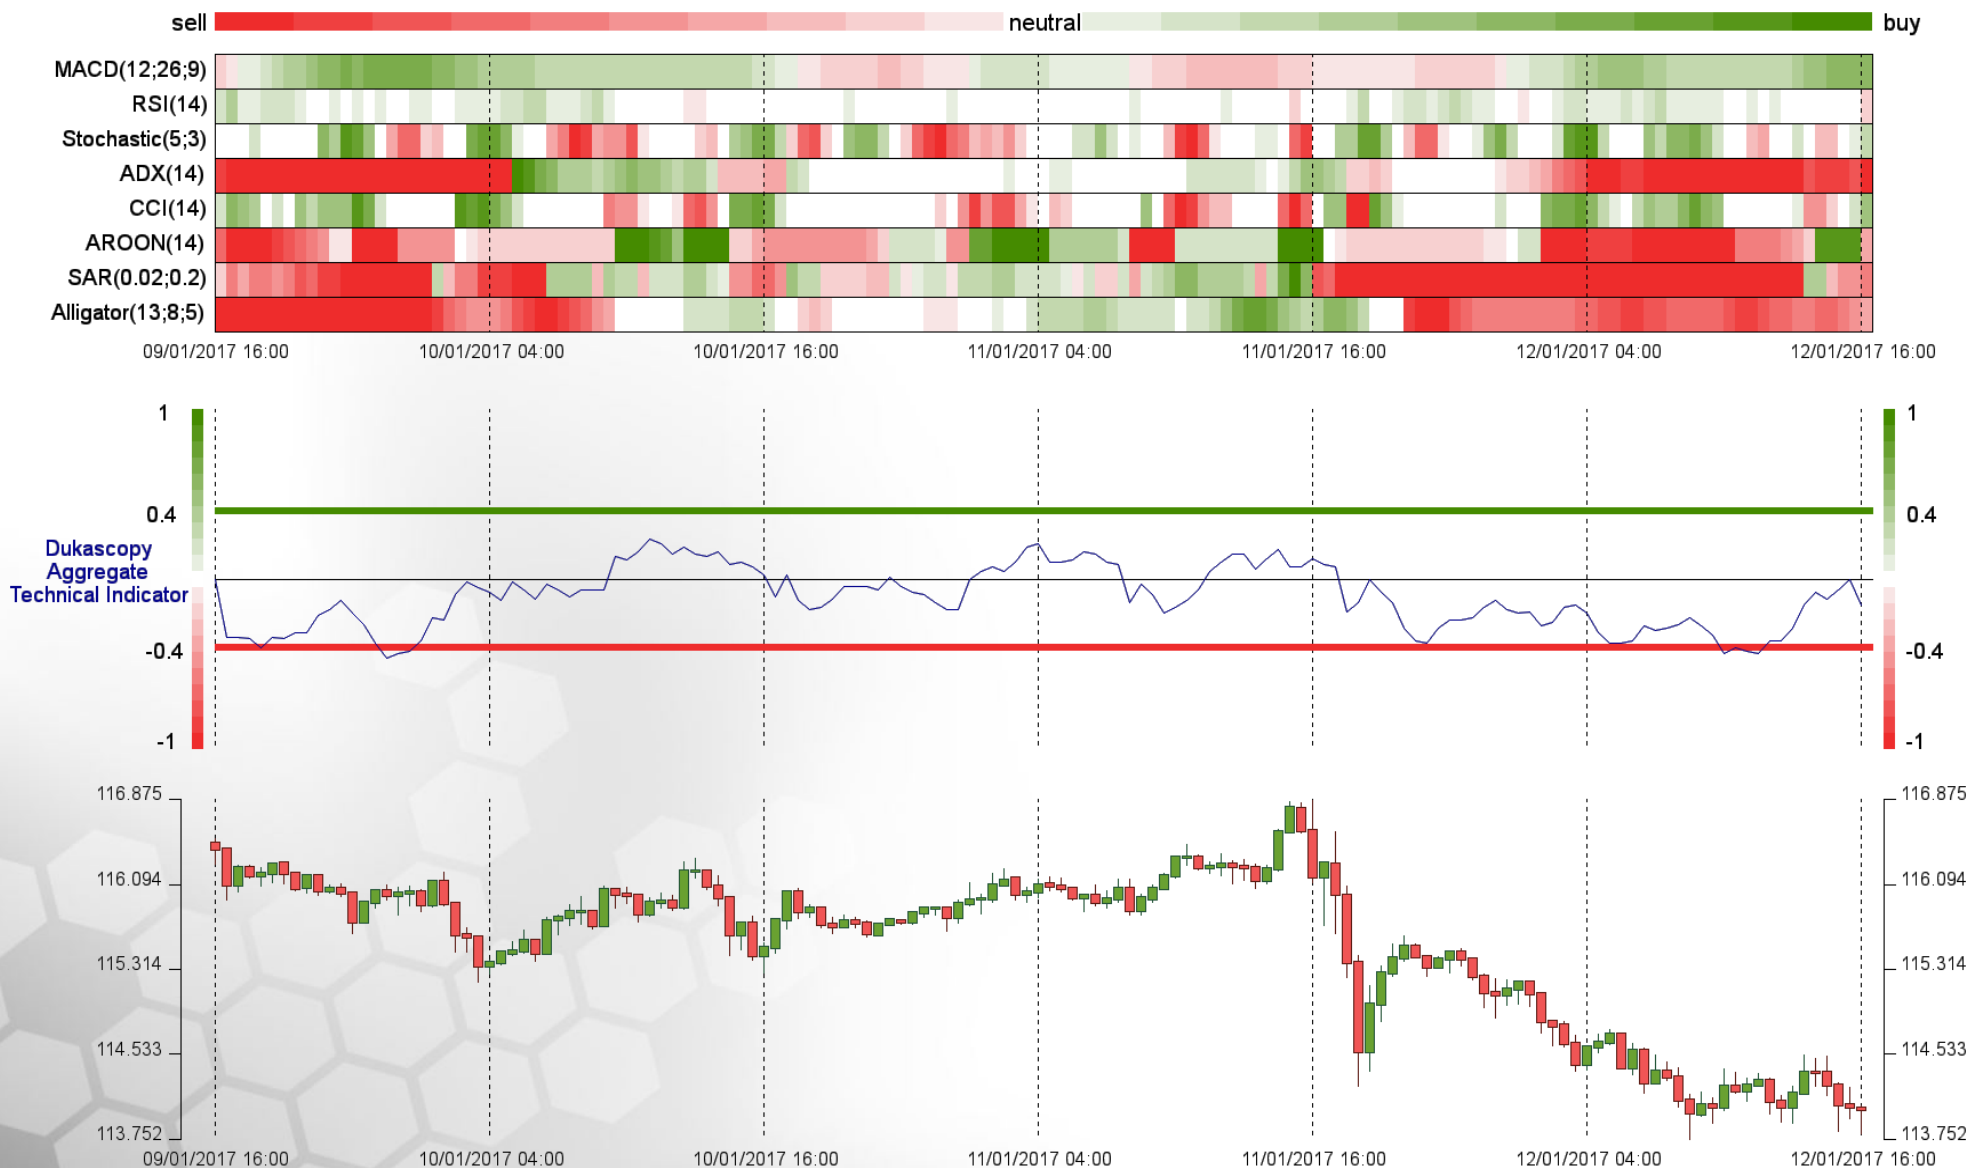 sell neutral buy
MACD(12;26;9)
RSI(14)
Stochastic(5;3)
ADX(14)
CCI(14)
AROON(14)
SAR(0.02;0.2)
Alligator(13;8;5)
09/01/2017 16:00 10/01/2017 04:00 10/01/2017 16:00 11/01/2017 04:00 11/01/2017 16:00 12/01/2017 04:00 12/01/2017 16:00
1 1
0.4 0.4
Dukascopy
Aggregate
Technical Indicator
-0.4 -0.4
-1 -1
116.875 116.875
116.094 116.094
115.314 115.314
114.533 114.533
113.752 113.752
09/01/2017 16:00 10/01/2017 04:00 10/01/2017 16:00 11/01/2017 04:00 11/01/2017 16:00 12/01/2017 04:00 12/01/2017 16:00